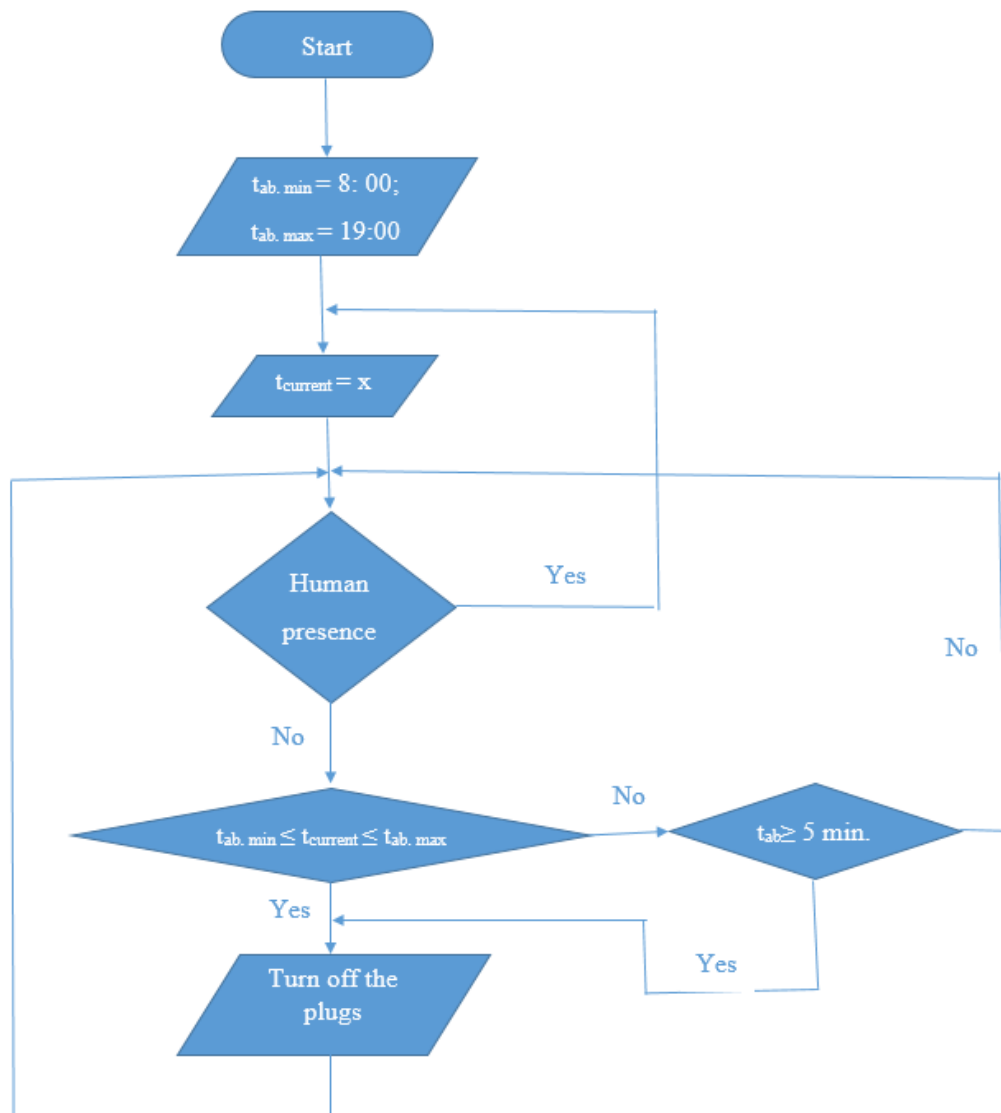 Start
tab. min = 8: 00;
tab. max = 19:00
tcurrent = x
Human
presence
Yes
No
No
tab. min ≤ tcurrent ≤ tab. max
No
tab≥ 5 min.
Yes
Yes
Turn off the
plugs